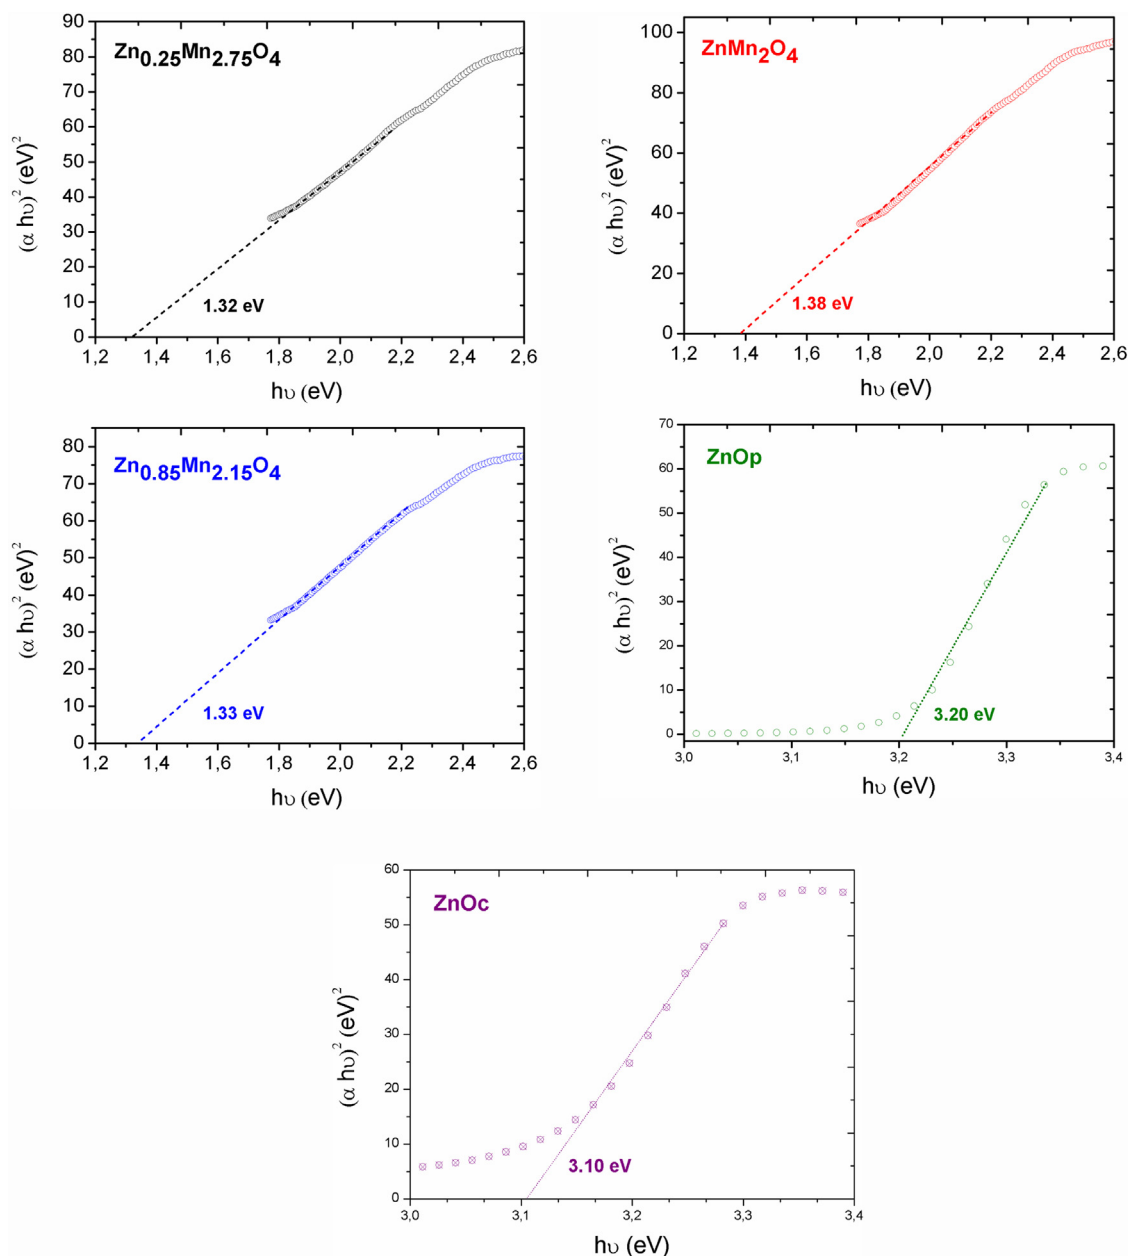 Zn0.25Mn2.75O4
90
80
70
60
50
40
30
20
10
0
(α hυ)2 (eV)2
1.32 eV
1,2 1,4 1,6 1,8 2,0 2,2 2,4 2,6
hυ (eV)
ZnMn2O4
100
80
60
40
20
0
(α hυ)2 (eV)2
1.38 eV
1,2 1,4 1,6 1,8 2,0 2,2 2,4 2,6
hυ (eV)
Zn0.85Mn2.15O4
80
70
60
50
40
30
20
10
0
(α hυ)2 (eV)2
1.33 eV
1,2 1,4 1,6 1,8 2,0 2,2 2,4 2,6
hυ (eV)
ZnOp
70
60
50
40
30
20
10
0
(α hυ)2 (eV)2
3.20 eV
3,0 3,1 3,2 3,3 3,4
hυ (eV)
ZnOc
60
50
40
30
20
10
0
(α hυ)2 (eV)2
3.10 eV
3,0 3,1 3,2 3,3 3,4
hυ (eV)